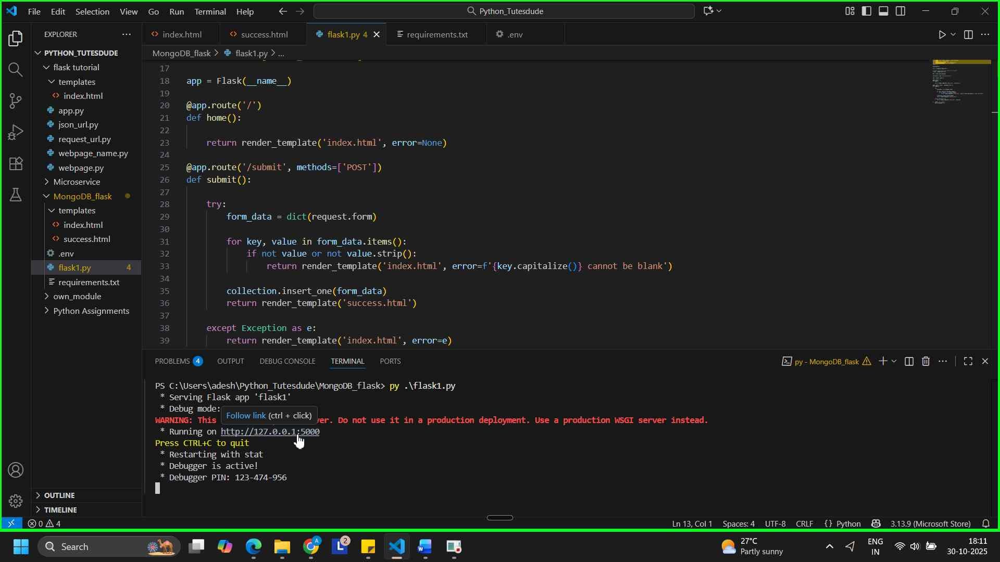 File Edit Selection View Go Run Terminal Help
Python_Tutesdude
EXPLORER
PYTHON_TUTESDUDE
flask tutorial
templates
index.html
app.py
json_url.py
request_url.py
webpage_name.py
webpage.py
Microservice
MongoDB_flask
templates
index.html
success.html
.env
flask1.py 4
requirements.txt
own_module
Python Assignments
OUTLINE
TIMELINE
index.html success.html flask1.py 4 requirements.txt .env
MongoDB_flask > flask1.py > ...
17
18 app = Flask(__name__)
19
20 @app.route('/')
21 def home():
22
23 return render_template('index.html', error=None)
24
25 @app.route('/submit', methods=['POST'])
26 def submit():
27
28 try:
29 form_data = dict(request.form)
30
31 for key, value in form_data.items():
32 if not value or not value.strip():
33 return render_template('index.html', error=f'{key.capitalize()} cannot be blank')
34
35 collection.insert_one(form_data)
36 return render_template('success.html')
37
38 except Exception as e:
39 return render_template('index.html', error=e)
PROBLEMS 4 OUTPUT DEBUG CONSOLE TERMINAL PORTS
py - MongoDB_flask
PS C:\Users\adesh\Python_Tutesdude\MongoDB_flask> py .\flask1.py
* Serving Flask app 'flask1'
* Debug mode:
Follow link (ctrl + click)
WARNING: This ver. Do not use it in a production deployment. Use a production WSGI server instead.
* Running on http://127.0.0.1:5000
Press CTRL+C to quit
* Restarting with stat
* Debugger is active!
* Debugger PIN: 123-474-956
0 4
Ln 13, Col 1 Spaces: 4 UTF-8 CRLF {} Python 3.13.9 (Microsoft Store)
Search
A
L 2
W
27°C
Partly sunny
ENG
IN
18:11
30-10-2025